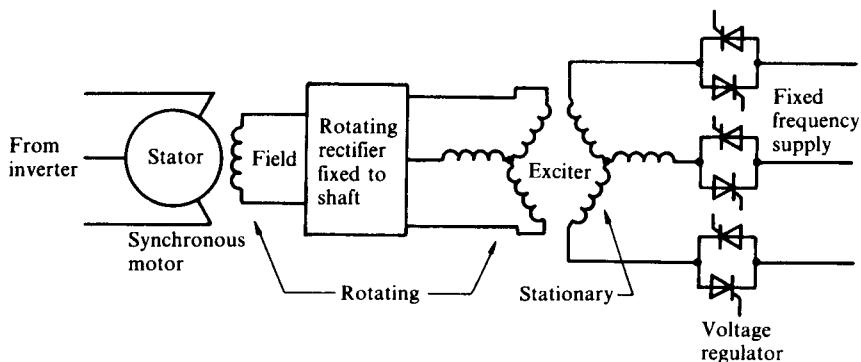 From
inverter
Stator
Synchronous
motor
Field
Rotating
rectifier
fixed to
shaft
Rotating
Exciter
Stationary
Fixed
frequency
supply
Voltage
regulator